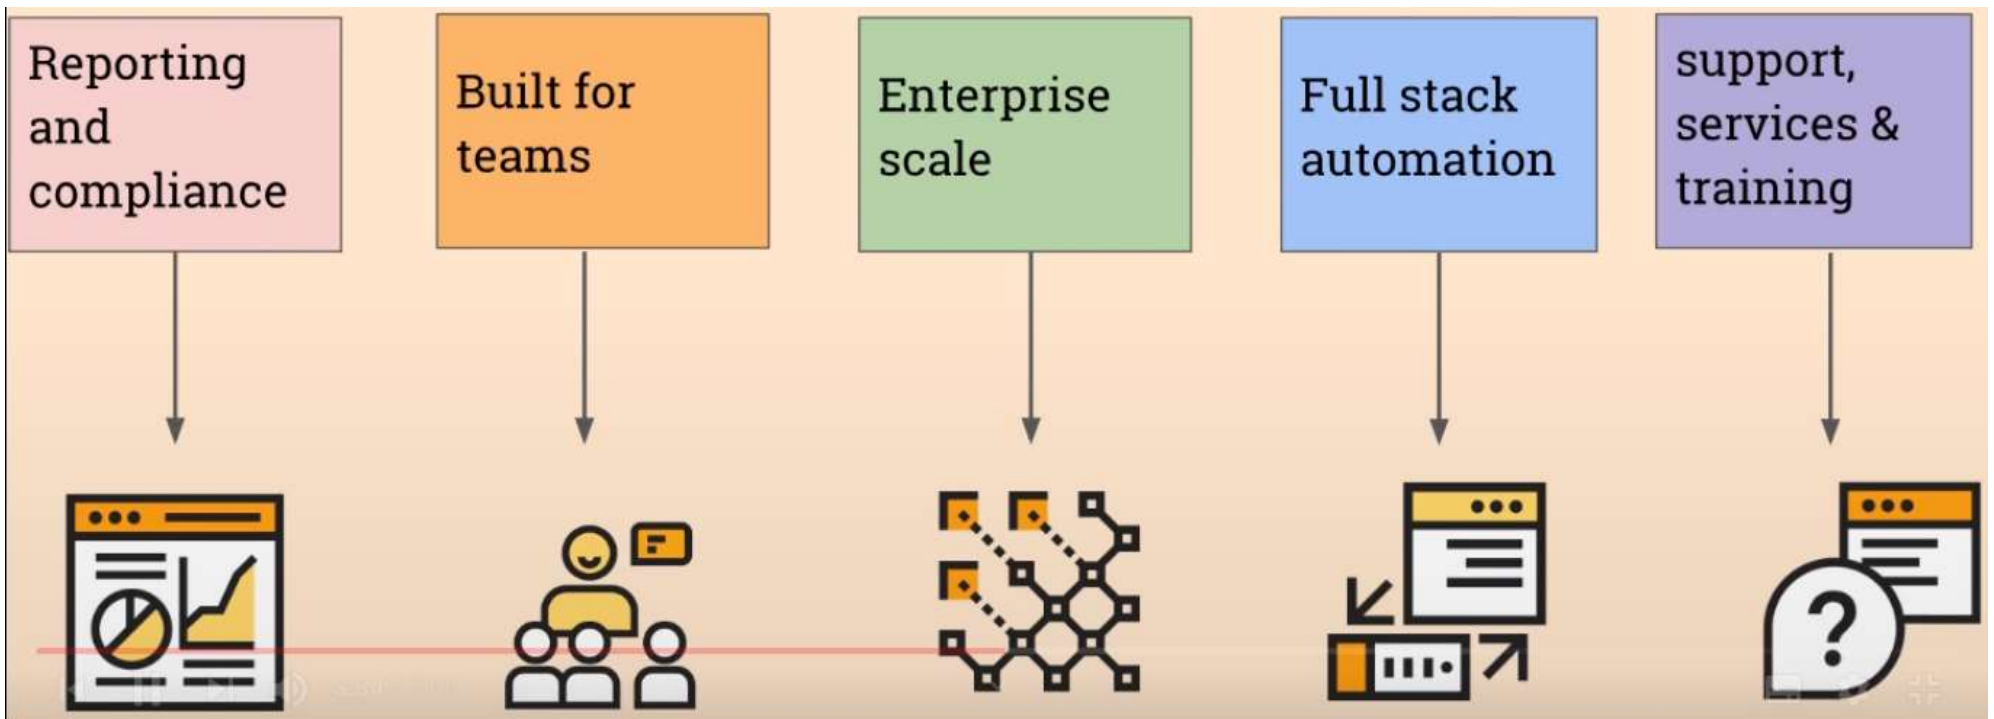 Reporting
and
compliance
Built for
teams
Enterprise
scale
Full stack
automation
support,
services &
training
?